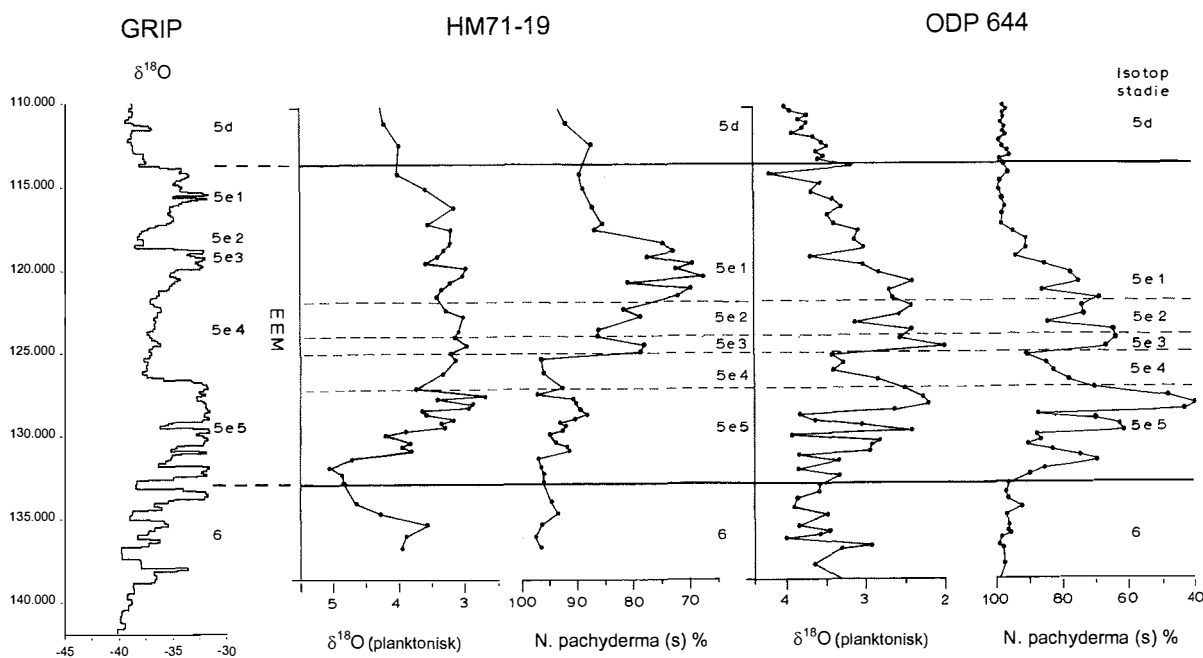 GRIP
HM71-19
ODP 644
δ¹⁸O
Isotop
stadie
110.000
115.000
120.000
125.000
130.000
135.000
140.000
5d
5e1
5e2
5e3
5e4
5e5
EEM
5d
5e1
5e2
5e3
5e4
5e5
6
5d
5e1
5e2
5e3
5e4
5e5
6
-45 -40 -35 -30
5 4 3
100 90 80 70
4 3 2
100 80 60 40
δ¹⁸O (planktonisk)
N. pachyderma (s) %
δ¹⁸O (planktonisk)
N. pachyderma (s) %